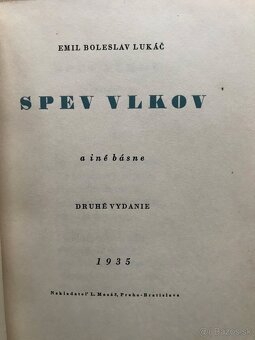 EMIL BOLESLAV LUKÁČ
SPEV VLKOV
a iné básne
DRUHÉ VYDANIE
1935
Nakladateľ L. Mazáč, Praha-Bratislava